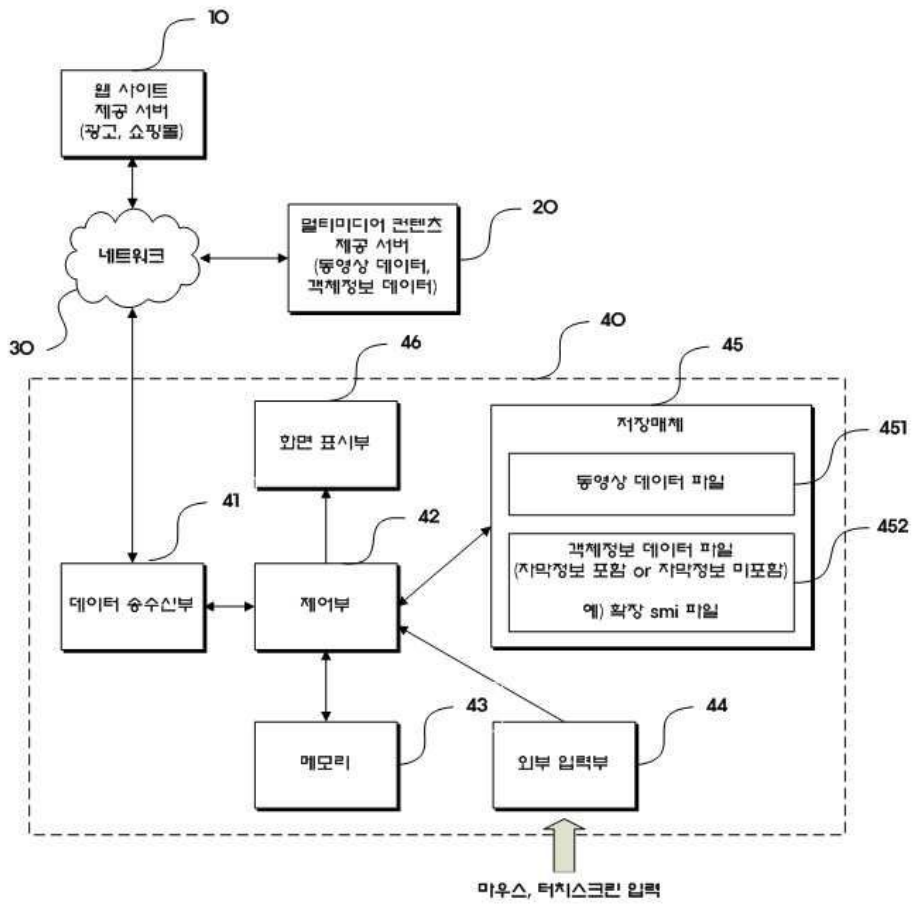 10
웹 사이트
제공 서버
(광고, 쇼핑몰)
네트워크
30
멀티미디어 컨텐츠
제공 서버
(동영상 데이터,
객체정보 데이터)
20
40
46
화면 표시부
45
저장매체
451
동영상 데이터 파일
452
객체정보 데이터 파일
(자막정보 포함 or 자막정보 미포함)
예) 확장 smi 파일
41
데이터 송수신부
42
제어부
43
메모리
44
외부 입력부
마우스, 터치스크린 입력